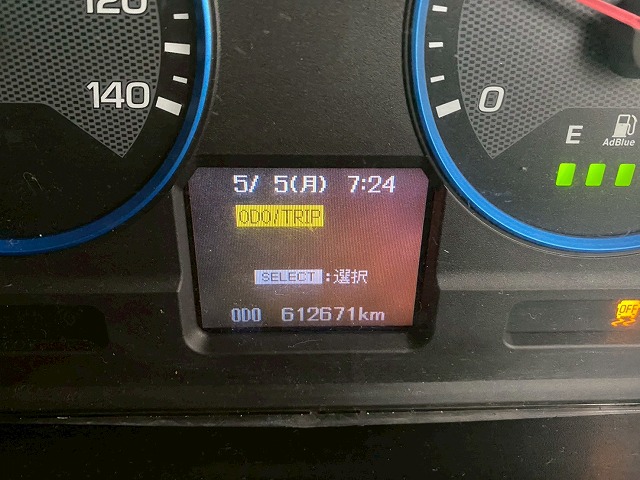 120
140
0
E
AdBlue
5/ 5(月) 7:24
ODO/TRIP
SELECT:選択
ODO 612671km
OFF